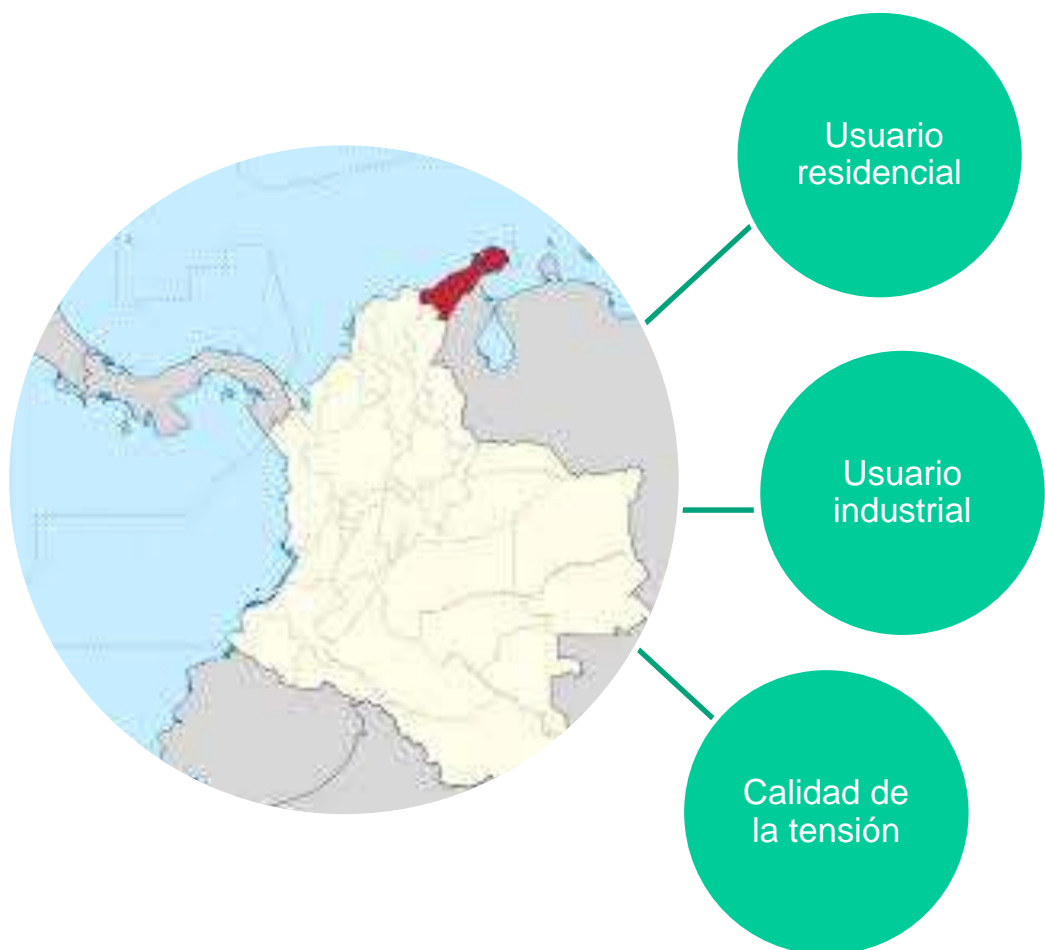 Usuario
residencial
Usuario
industrial
Calidad de
la tensión